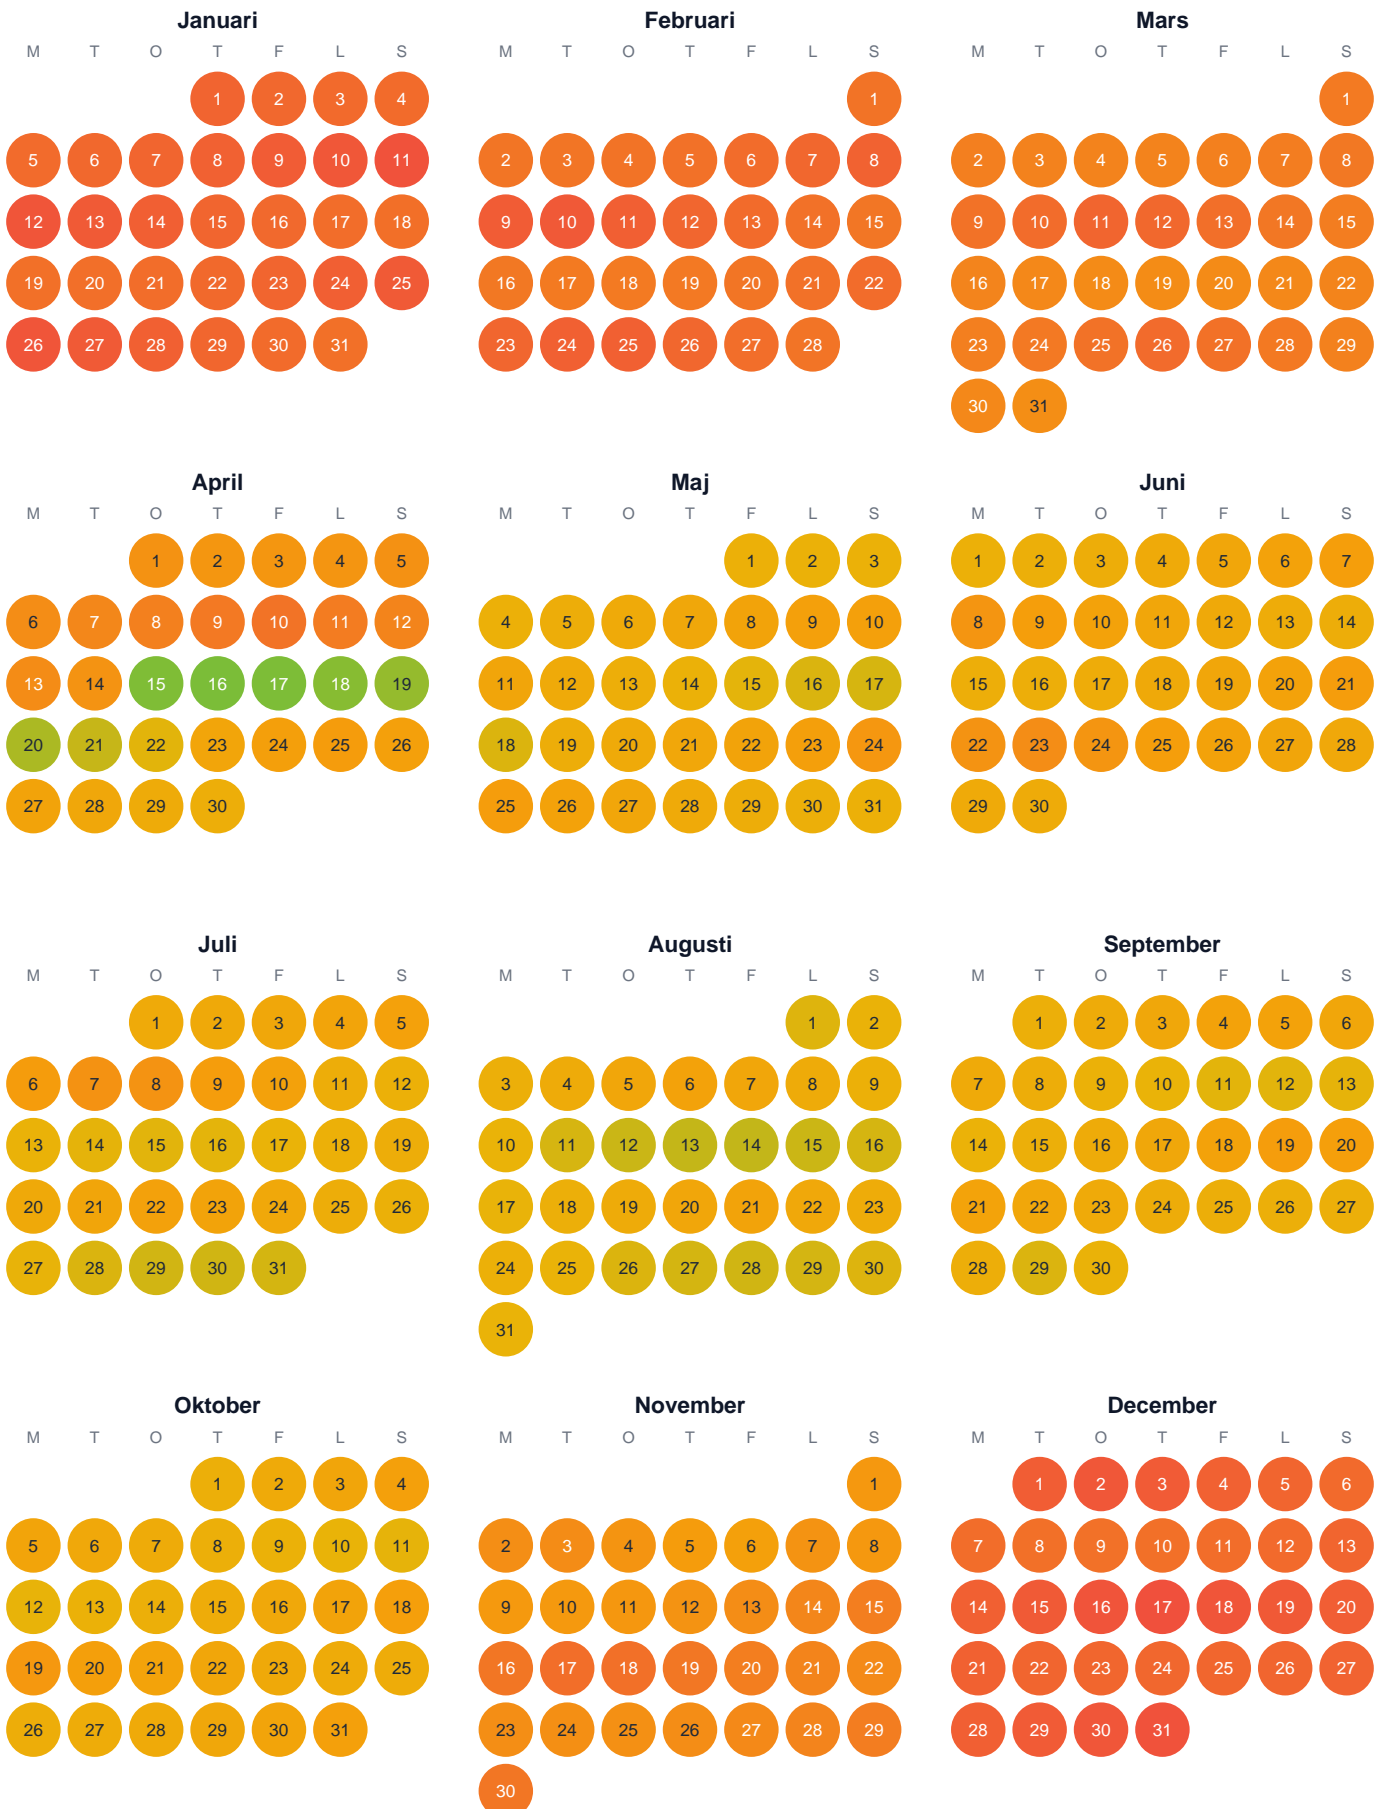 Januari
M T O T F L S
1 2 3 4
5 6 7 8 9 10 11
12 13 14 15 16 17 18
19 20 21 22 23 24 25
26 27 28 29 30 31
Februari
M T O T F L S
1
2 3 4 5 6 7 8
9 10 11 12 13 14 15
16 17 18 19 20 21 22
23 24 25 26 27 28
Mars
M T O T F L S
1
2 3 4 5 6 7 8
9 10 11 12 13 14 15
16 17 18 19 20 21 22
23 24 25 26 27 28 29
30 31
April
M T O T F L S
1 2 3 4 5
6 7 8 9 10 11 12
13 14 15 16 17 18 19
20 21 22 23 24 25 26
27 28 29 30
Maj
M T O T F L S
1 2 3
4 5 6 7 8 9 10
11 12 13 14 15 16 17
18 19 20 21 22 23 24
25 26 27 28 29 30 31
Juni
M T O T F L S
1 2 3 4 5 6 7
8 9 10 11 12 13 14
15 16 17 18 19 20 21
22 23 24 25 26 27 28
29 30
Juli
M T O T F L S
1 2 3 4 5
6 7 8 9 10 11 12
13 14 15 16 17 18 19
20 21 22 23 24 25 26
27 28 29 30 31
Augusti
M T O T F L S
1 2
3 4 5 6 7 8 9
10 11 12 13 14 15 16
17 18 19 20 21 22 23
24 25 26 27 28 29 30
31
September
M T O T F L S
1 2 3 4 5 6
7 8 9 10 11 12 13
14 15 16 17 18 19 20
21 22 23 24 25 26 27
28 29 30
Oktober
M T O T F L S
1 2 3 4
5 6 7 8 9 10 11
12 13 14 15 16 17 18
19 20 21 22 23 24 25
26 27 28 29 30 31
November
M T O T F L S
1
2 3 4 5 6 7 8
9 10 11 12 13 14 15
16 17 18 19 20 21 22
23 24 25 26 27 28 29
30
December
M T O T F L S
1 2 3 4 5 6
7 8 9 10 11 12 13
14 15 16 17 18 19 20
21 22 23 24 25 26 27
28 29 30 31